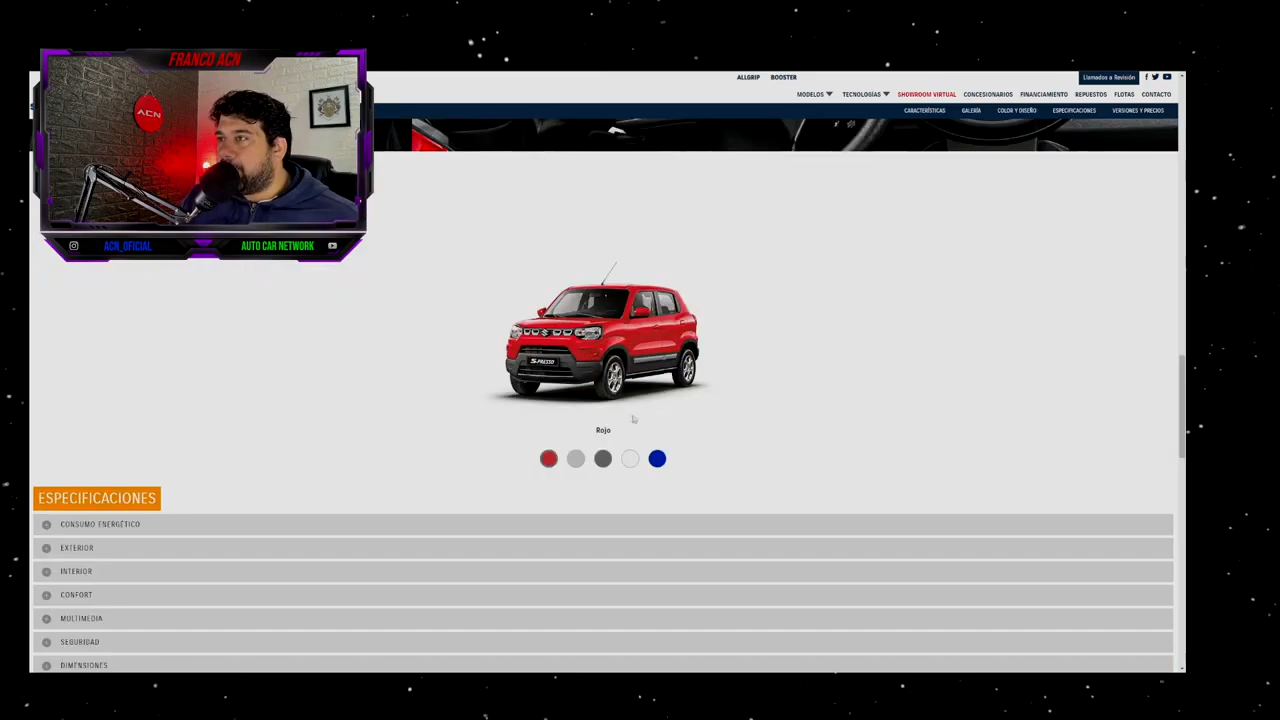 FRANCO ACN
ACN
ACN_OFICIAL
AUTO CAR NETWORK
ALLGRIP BOOSTER
Llamados a Revisión
MODELOS TECNOLOGÍAS SHOWROOM VIRTUAL CONCESIONARIOS FINANCIAMIENTO REPUESTOS FLOTAS CONTACTO
CARACTERÍSTICAS GALERÍA COLOR Y DISEÑO ESPECIFICACIONES VERSIONES Y PRECIOS
S-PRESSO
Rojo
ESPECIFICACIONES
CONSUMO ENERGÉTICO
EXTERIOR
INTERIOR
CONFORT
MULTIMEDIA
SEGURIDAD
DIMENSIONES